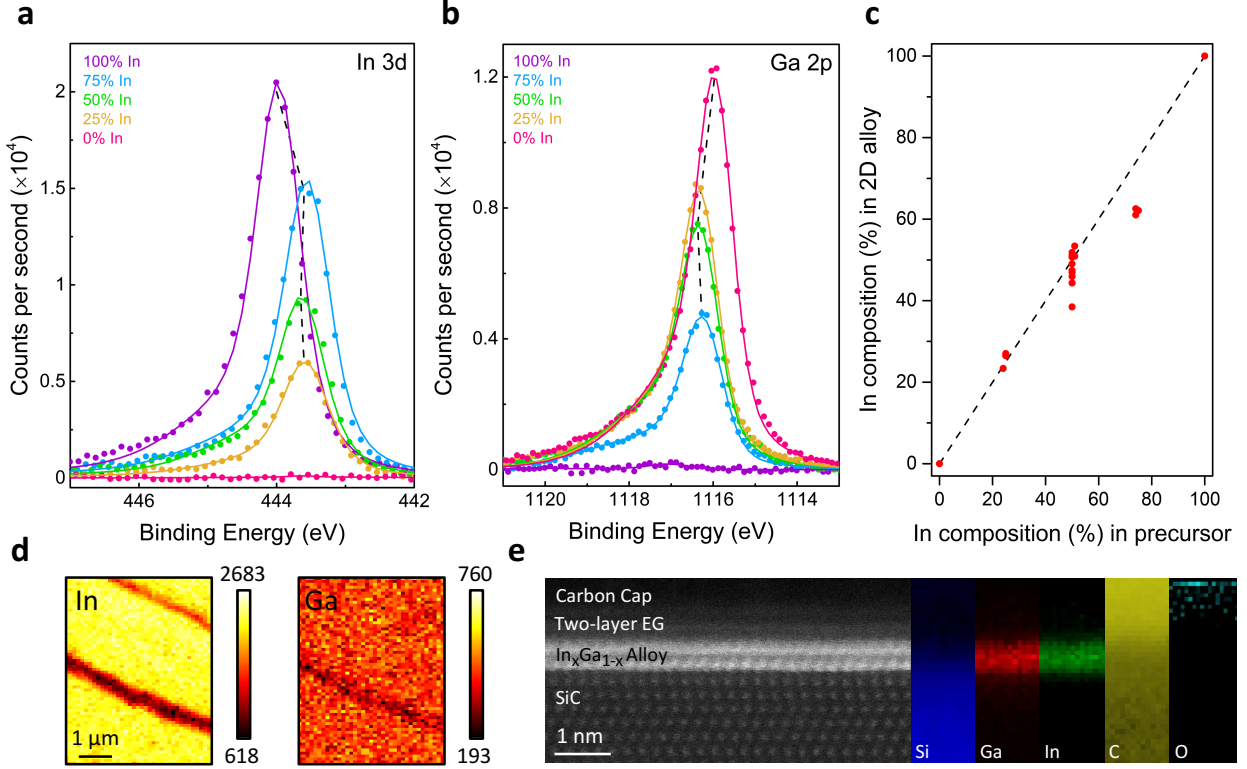 a
In 3d
100% In
75% In
50% In
25% In
0% In
Counts per second (×10⁴)
2
1.5
1
0.5
0
446
444
442
Binding Energy (eV)
b
Ga 2p
100% In
75% In
50% In
25% In
0% In
Counts per second (×10⁴)
1.2
0.8
0.4
0
1120
1118
1116
1114
Binding Energy (eV)
c
In composition (%) in 2D alloy
100
80
60
40
20
0
0
20
40
60
80
100
In composition (%) in precursor
d
In
1 μm
2683
618
Ga
760
193
e
Carbon Cap
Two-layer EG
InₓGa₁₋ₓ Alloy
SiC
1 nm
Si
Ga
In
C
O